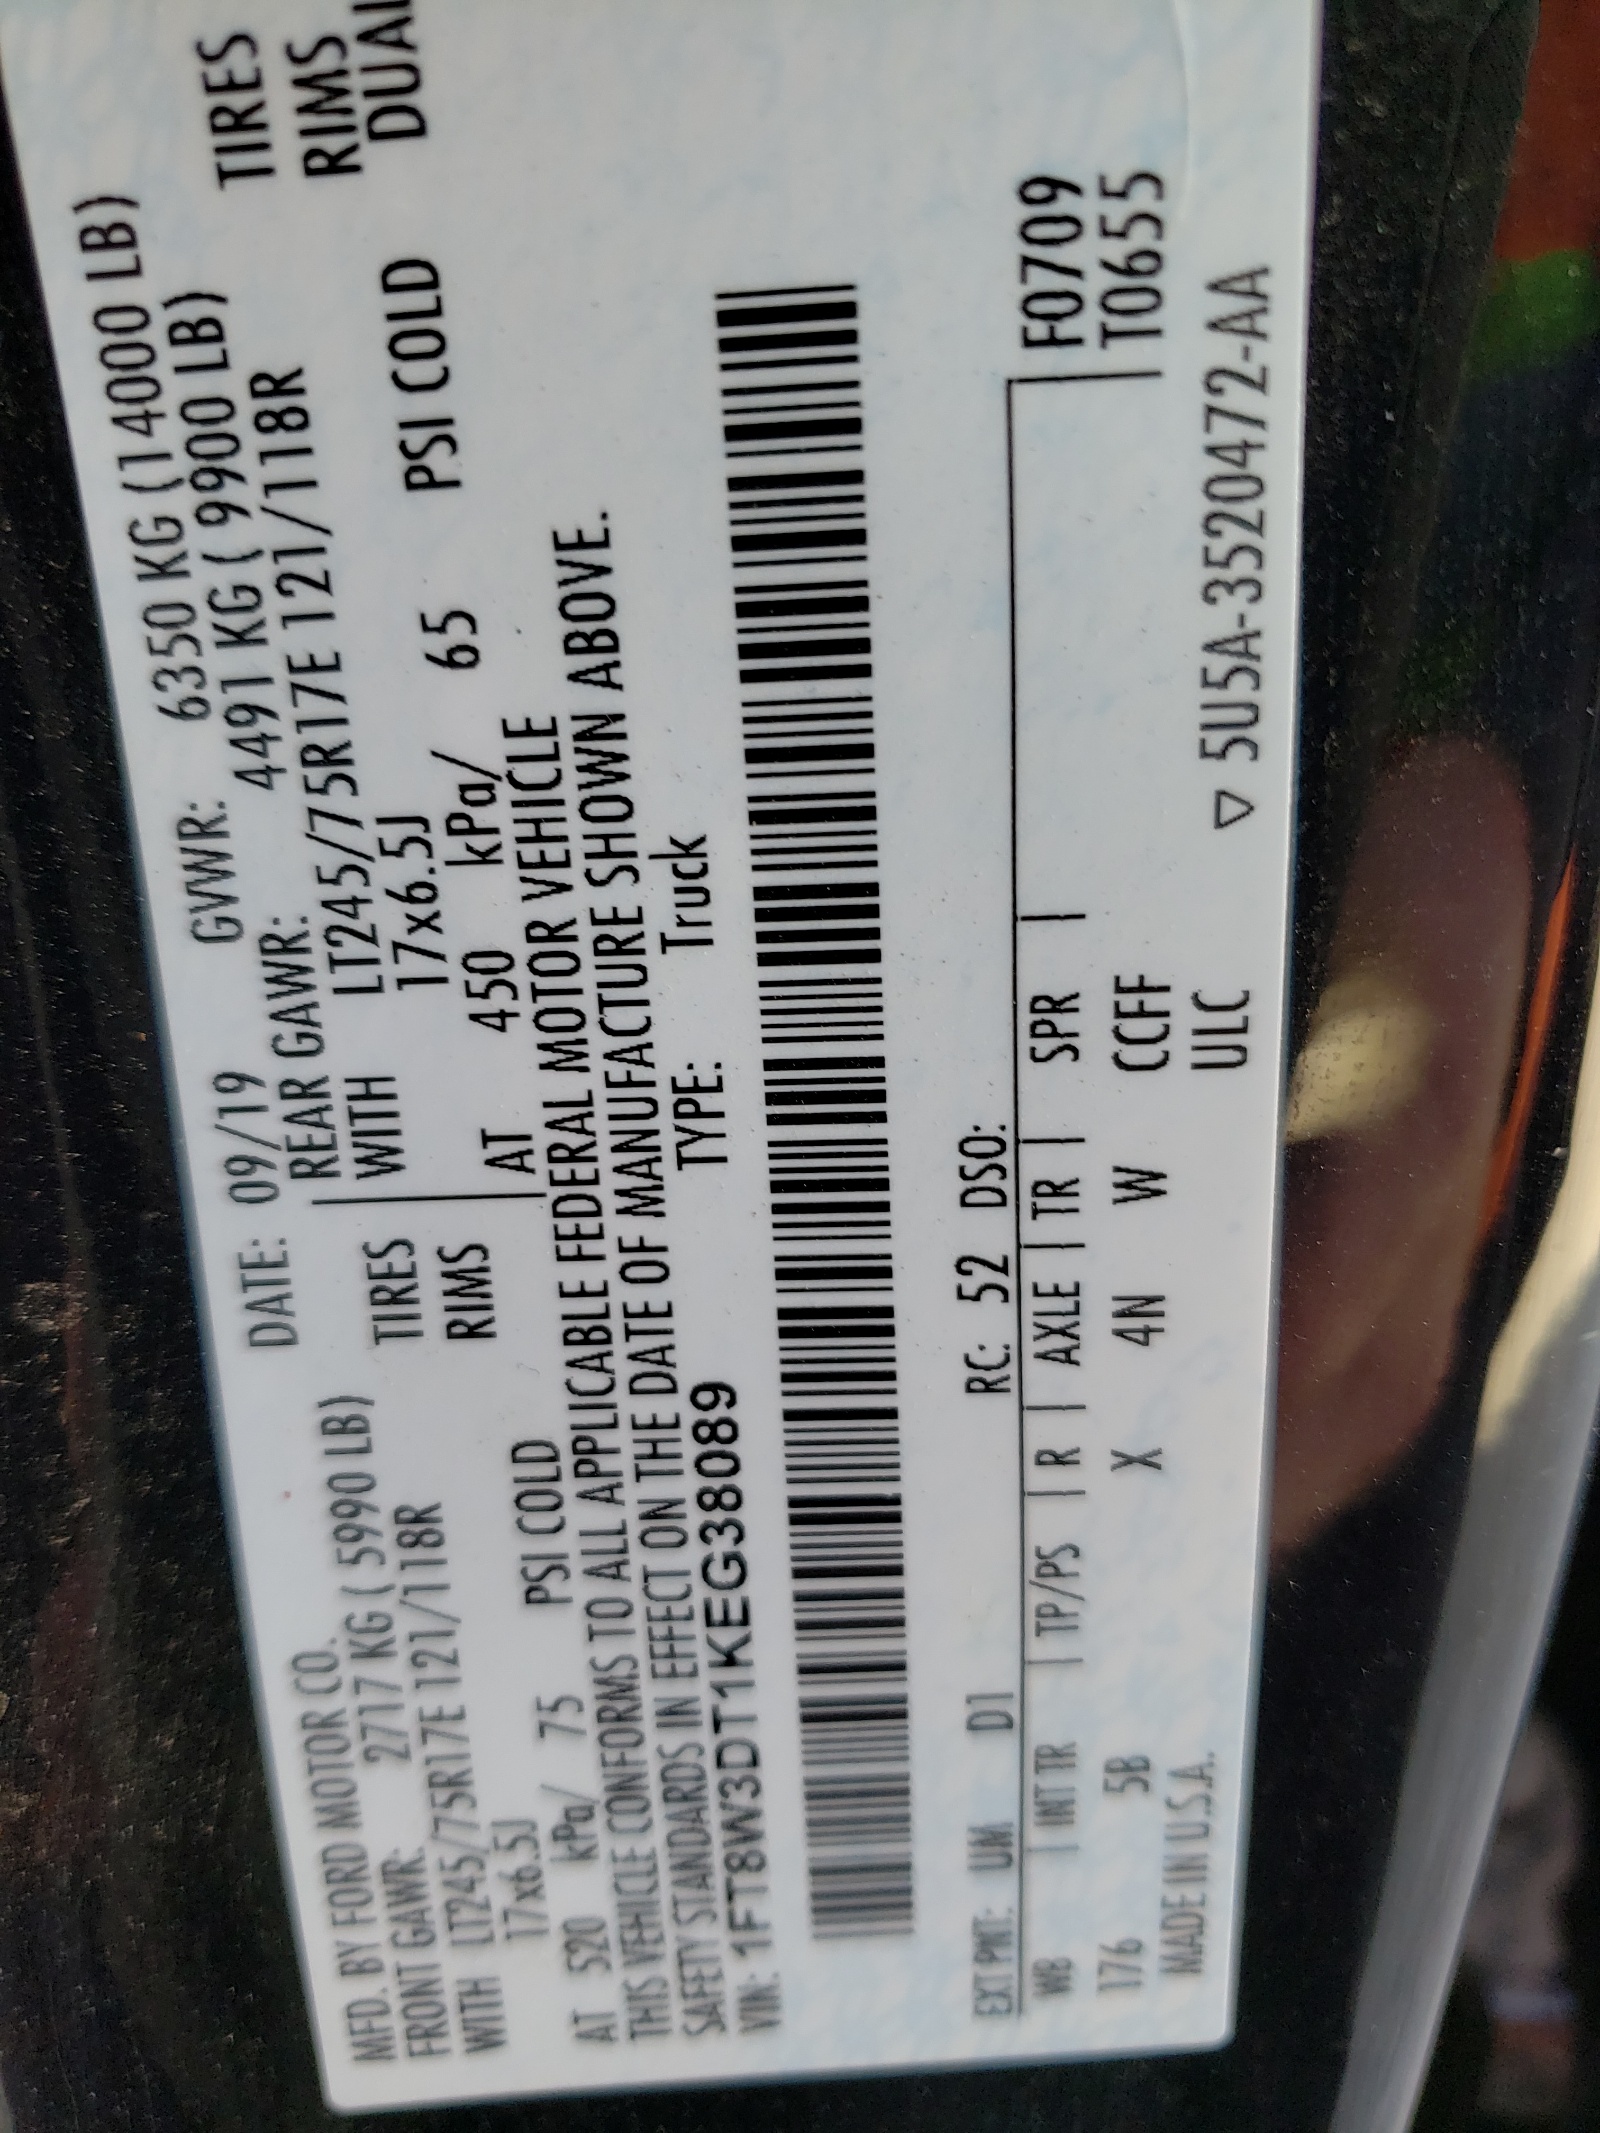 MFD. BY FORD MOTOR CO. DATE: 09/19 GVWR: 6350 KG (14000 LB)
FRONT GAWR: 2717 KG ( 5990 LB) REAR GAWR: 4491 KG ( 9900 LB)
WITH LT245/75R17E 121/118R TIRES WITH LT245/75R17E 121/118R TIRES
17x6.5J RIMS 17x6.5J RIMS
AT 520 kPa/ 75 PSI COLD AT 450 kPa/ 65 PSI COLD DUAL
THIS VEHICLE CONFORMS TO ALL APPLICABLE FEDERAL MOTOR VEHICLE
SAFETY STANDARDS IN EFFECT ON THE DATE OF MANUFACTURE SHOWN ABOVE.
VIN: 1FT8W3DT1KEG38089 TYPE: Truck
EXT PNT: UM D1 RC: 52 DSO:
WB | INT TR | TP/PS | R | AXLE | TR | SPR | F0709
176 5B X 4N W CCFF T0655
MADE IN U.S.A. ULC ▽ 5U5A-3520472-AA